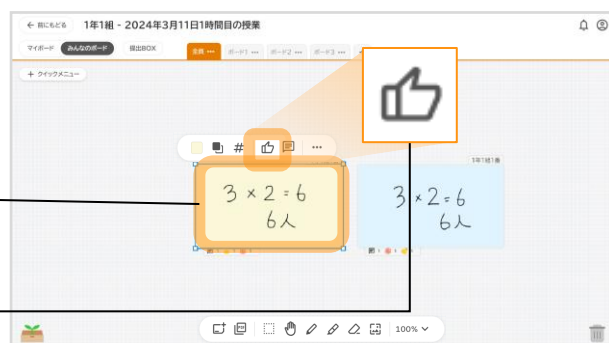 ← 前にもどる 1年1組 - 2024年3月11日1時間目の授業
マイボード みんなのボード 提出BOX 全員 ••• ボード1 ••• ボード2 ••• ボード3 •••
+ クイックメニュー
# •••
1年1組1番
3 × 2 = 6
6人
3 × 2 = 6
6人
100%